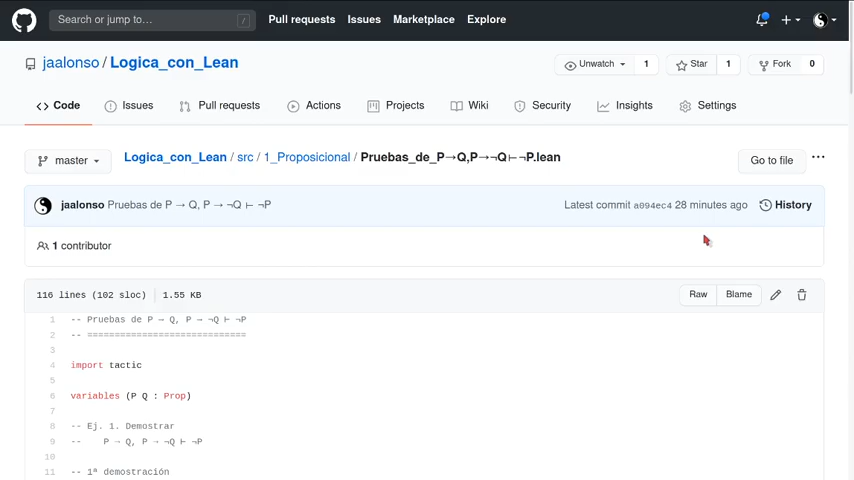 Search or jump to… /
Pull requests Issues Marketplace Explore
jaalonso / Logica_con_Lean
Unwatch 1 Star 1 Fork 0
Code Issues Pull requests Actions Projects Wiki Security Insights Settings
master Logica_con_Lean / src / 1_Proposicional / Pruebas_de_P→Q,P→¬Q⊢¬P.lean Go to file ...
jaalonso Pruebas de P → Q, P → ¬Q ⊢ ¬P Latest commit a094ec4 28 minutes ago History
1 contributor
116 lines (102 sloc) 1.55 KB Raw Blame
1 -- Pruebas de P → Q, P → ¬Q ⊢ ¬P
2 -- =============================
3
4 import tactic
5
6 variables (P Q : Prop)
7
8 -- Ej. 1. Demostrar
9 -- P → Q, P → ¬Q ⊢ ¬P
10
11 -- 1ª demostración